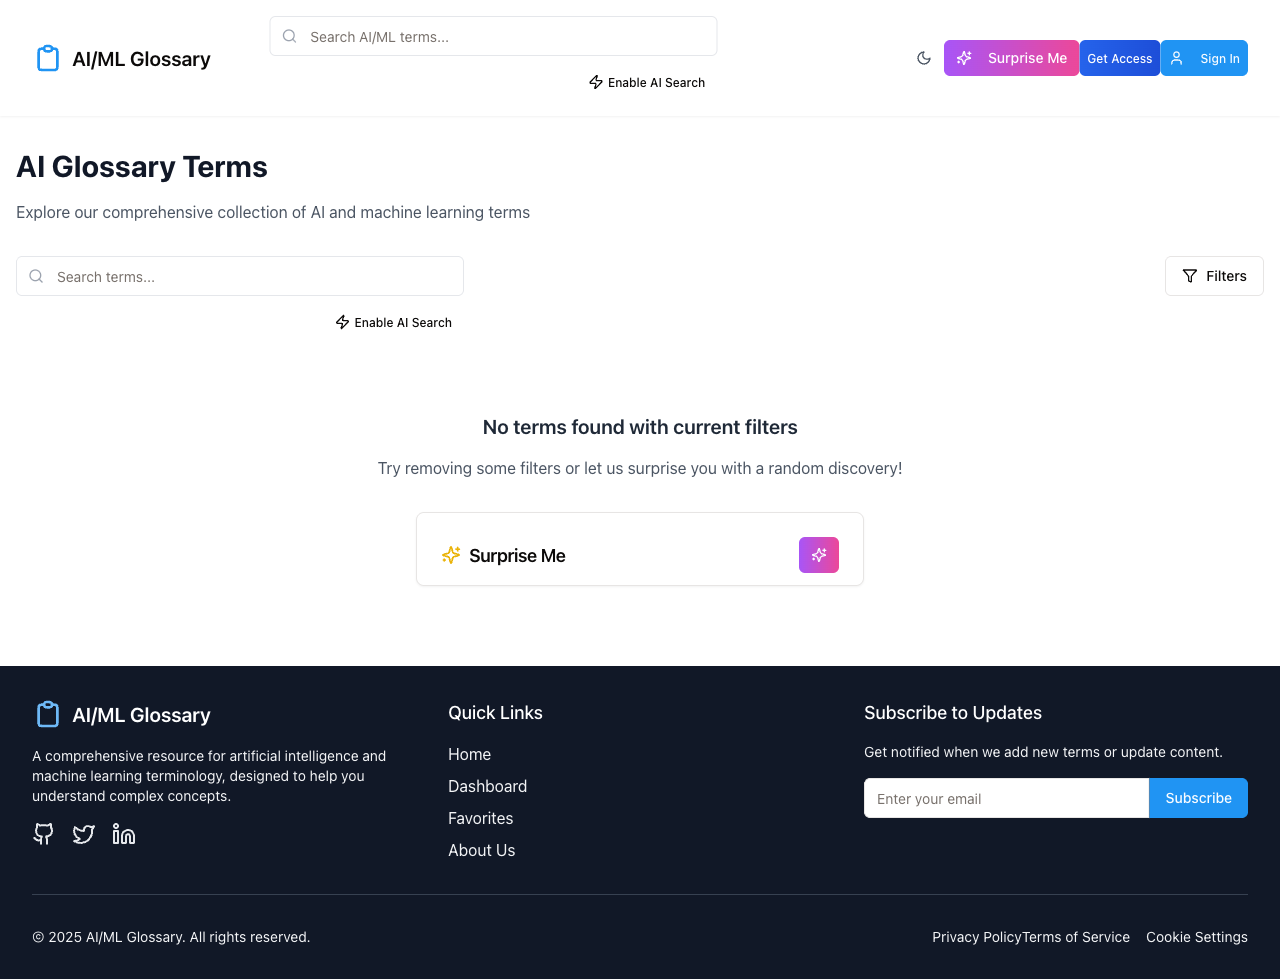 AI/ML Glossary
Search AI/ML terms...
Enable AI Search
Surprise Me
Get Access
Sign In
AI Glossary Terms
Explore our comprehensive collection of AI and machine learning terms
Search terms...
Filters
Enable AI Search
No terms found with current filters
Try removing some filters or let us surprise you with a random discovery!
Surprise Me
AI/ML Glossary
A comprehensive resource for artificial intelligence and
machine learning terminology, designed to help you
understand complex concepts.
Quick Links
Home
Dashboard
Favorites
About Us
Subscribe to Updates
Get notified when we add new terms or update content.
Enter your email
Subscribe
© 2025 AI/ML Glossary. All rights reserved.
Privacy Policy
Terms of Service
Cookie Settings